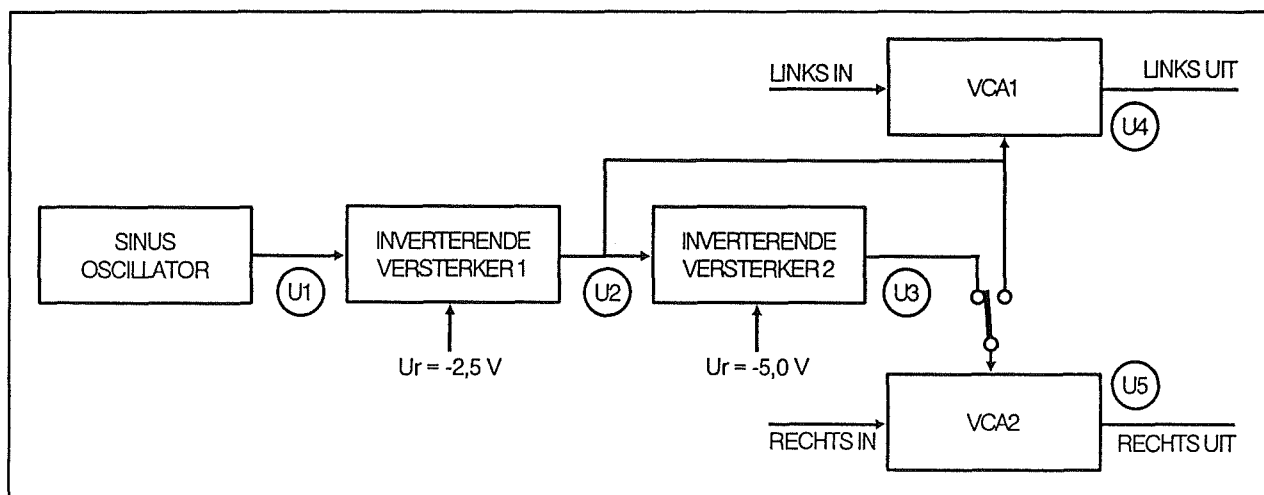 LINKS IN
VCA1
LINKS UIT
U4
SINUS
OSCILLATOR
U1
INVERTERENDE
VERSTERKER 1
U2
INVERTERENDE
VERSTERKER 2
U3
Ur = -2,5 V
Ur = -5,0 V
RECHTS IN
VCA2
U5
RECHTS UIT